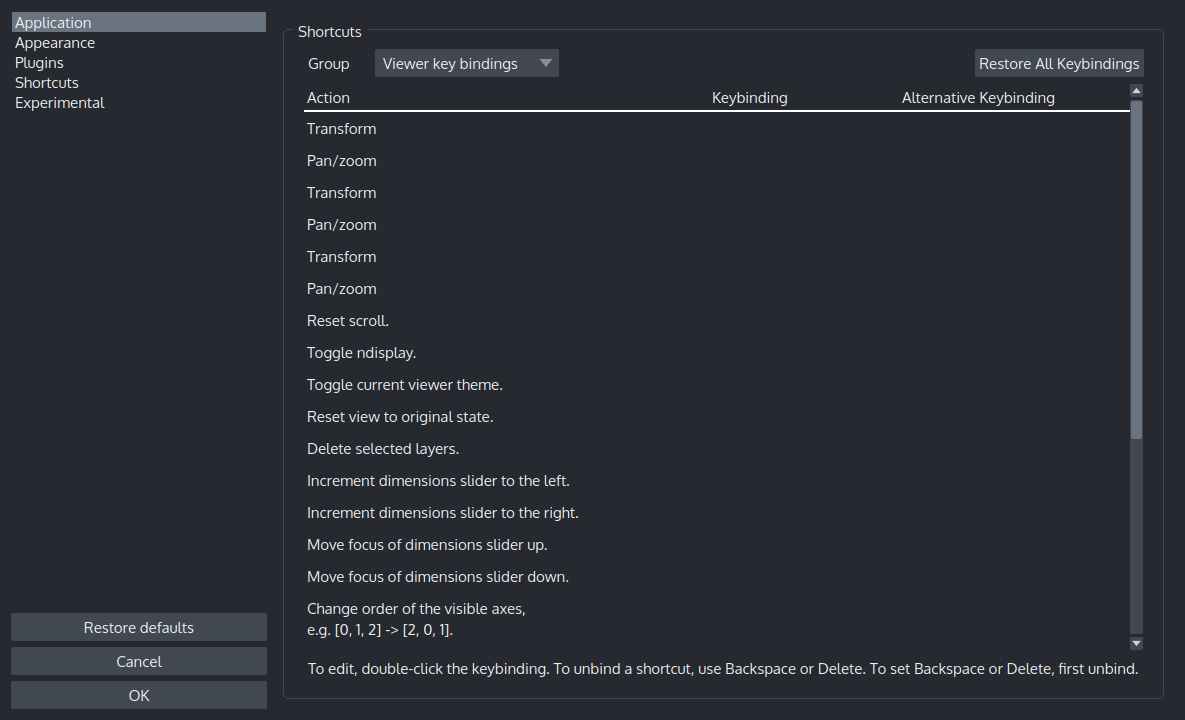 Application
Appearance
Plugins
Shortcuts
Experimental
Restore defaults
Cancel
OK
Shortcuts
Group
Viewer key bindings
Restore All Keybindings
Action Keybinding Alternative Keybinding
Transform
Pan/zoom
Transform
Pan/zoom
Transform
Pan/zoom
Reset scroll.
Toggle ndisplay.
Toggle current viewer theme.
Reset view to original state.
Delete selected layers.
Increment dimensions slider to the left.
Increment dimensions slider to the right.
Move focus of dimensions slider up.
Move focus of dimensions slider down.
Change order of the visible axes,
e.g. [0, 1, 2] -> [2, 0, 1].
To edit, double-click the keybinding. To unbind a shortcut, use Backspace or Delete. To set Backspace or Delete, first unbind.